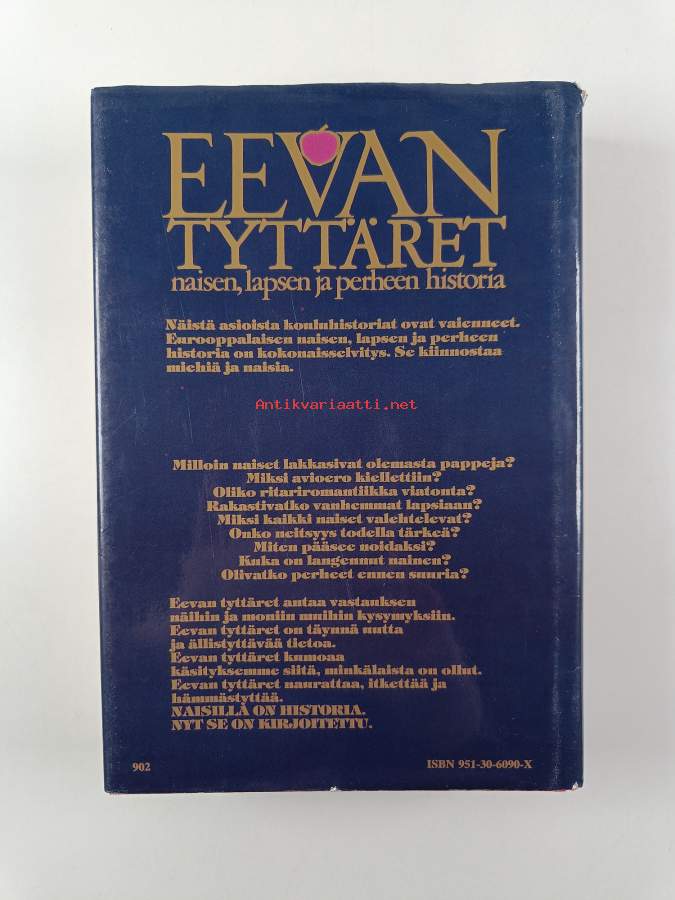 EEVAN
TYTTÄRET
naisen, lapsen ja perheen historia
Näistä asioista kouluhistoriat ovat vaienneet.
Eurooppalaisen naisen, lapsen ja perheen
historia on kokonaisselvitys. Se kiinnostaa
miehiä ja naisia.
Antikvariaatti.net
Milloin naiset lakkasivat olemasta pappeja?
Miksi avioero kiellettiin?
Oliko ritariromantiikka viatonta?
Rakastivatko vanhemmat lapsiaan?
Miksi kaikki naiset valehtelevat?
Onko neitsyys todella tärkeä?
Miten pääsee noidaksi?
Kuka on langennut nainen?
Olivatko perheet ennen suuria?
Eevan tyttäret antaa vastauksen
näihin ja moniin muihin kysymyksiin.
Eevan tyttäret on täynnä uutta
ja ällistyttävää tietoa.
Eevan tyttäret kumoaa
käsityksemme siitä, minkälaista on ollut.
Eevan tyttäret naurattaa, itkettää ja
hämmästyttää.
NAISILLA ON HISTORIA.
NYT SE ON KIRJOITETTU.
902
ISBN 951-30-6090-X